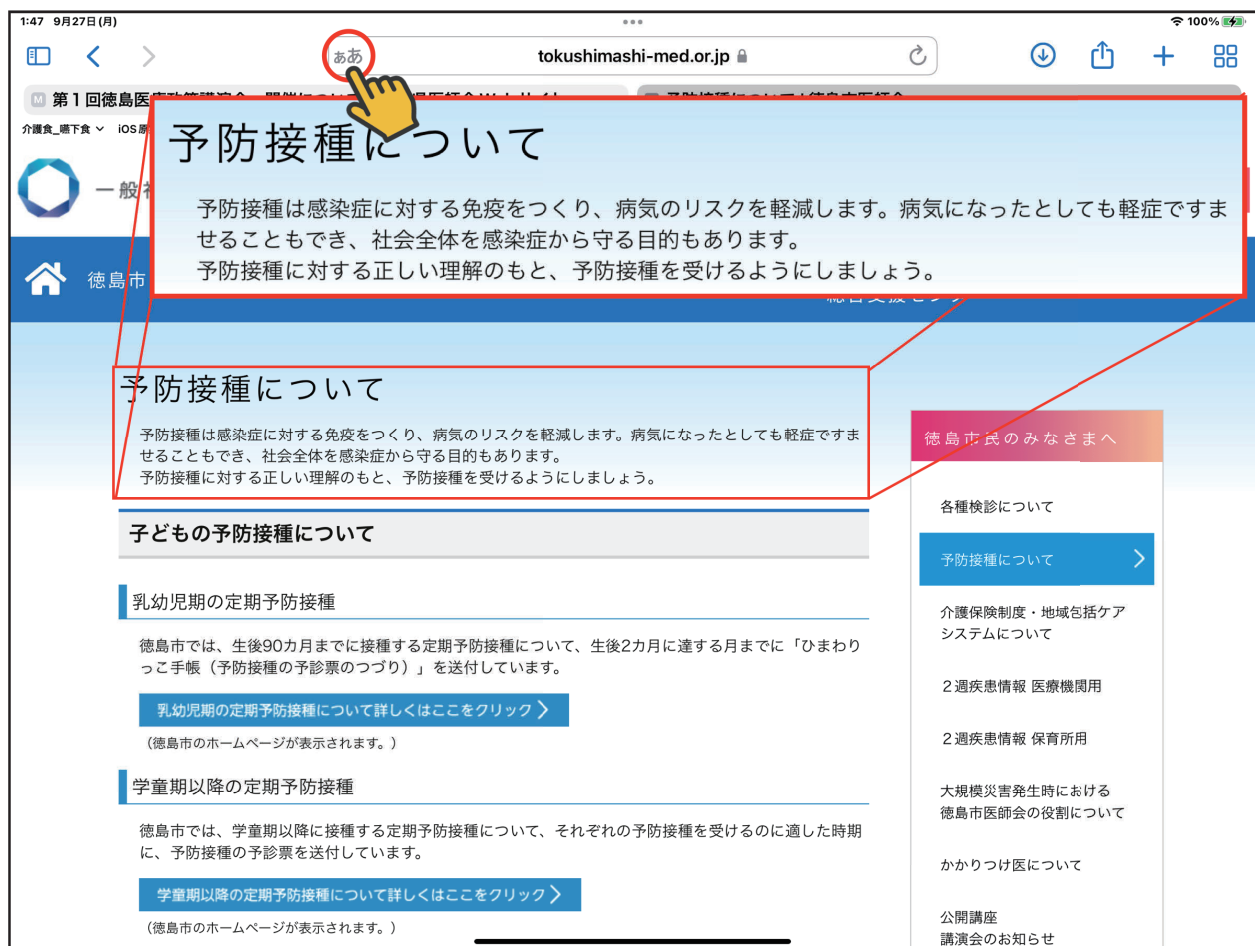 1:47 9月27日(月)
100%
ぁあ
tokushimashi-med.or.jp
第1回徳島医
予防接種について
介護食_嚥下食
iOS
一般
徳島市
予防接種について
予防接種は感染症に対する免疫をつくり、病気のリスクを軽減します。病気になったとしても軽症ですま
せることもでき、社会全体を感染症から守る目的もあります。
予防接種に対する正しい理解のもと、予防接種を受けるようにしましょう。
予防接種について
予防接種は感染症に対する免疫をつくり、病気のリスクを軽減します。病気になったとしても軽症ですま
せることもでき、社会全体を感染症から守る目的もあります。
予防接種に対する正しい理解のもと、予防接種を受けるようにしましょう。
子どもの予防接種について
乳幼児期の定期予防接種
徳島市では、生後90カ月までに接種する定期予防接種について、生後2カ月に達する月までに「ひまわり
っこ手帳（予防接種の予診票のつづり）」を送付しています。
乳幼児期の定期予防接種について詳しくはここをクリック
（徳島市のホームページが表示されます。）
学童期以降の定期予防接種
徳島市では、学童期以降に接種する定期予防接種について、それぞれの予防接種を受けるのに適した時期
に、予防接種の予診票を送付しています。
学童期以降の定期予防接種について詳しくはここをクリック
（徳島市のホームページが表示されます。）
徳島市民のみなさまへ
各種検診について
予防接種について
介護保険制度・地域包括ケア
システムについて
２週疾患情報 医療機関用
２週疾患情報 保育所用
大規模災害発生時における
徳島市医師会の役割について
かかりつけ医について
公開講座
講演会のお知らせ